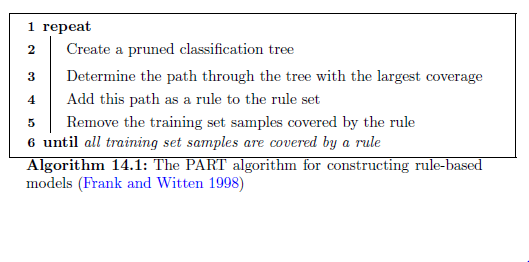 1 repeat
2 Create a pruned classification tree
3 Determine the path through the tree with the largest coverage
4 Add this path as a rule to the rule set
5 Remove the training set samples covered by the rule
6 until all training set samples are covered by a rule
Algorithm 14.1: The PART algorithm for constructing rule-based
models (Frank and Witten 1998)